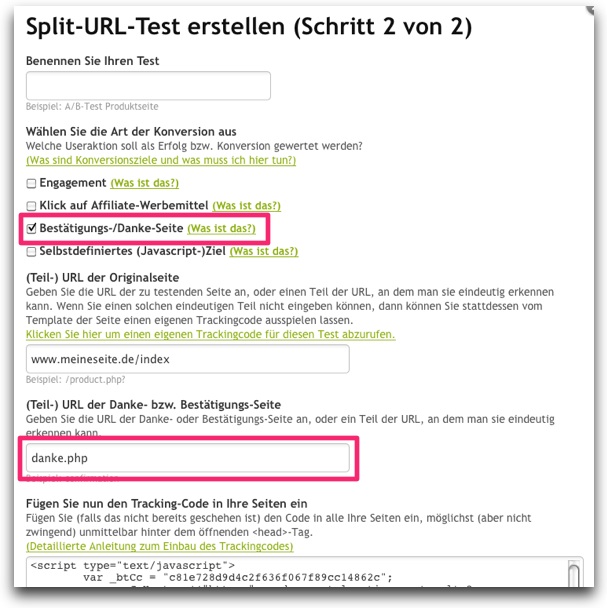 Split-URL-Test erstellen (Schritt 2 von 2)
Benennen Sie Ihren Test
Beispiel: A/B-Test Produktseite
Wählen Sie die Art der Konversion aus
Welche Useraktion soll als Erfolg bzw. Konversion gewertet werden?
(Was sind Konversionsziele und was muss ich hier tun?)
Engagement (Was ist das?)
Klick auf Affiliate-Werbemittel (Was ist das?)
Bestätigungs-/Danke-Seite (Was ist das?)
Selbstdefiniertes (Javascript-)Ziel (Was ist das?)
(Teil-) URL der Originalseite
Geben Sie die URL der zu testenden Seite an, oder einen Teil der URL, an dem man sie eindeutig erkennen
kann. Wenn Sie einen solchen eindeutigen Teil nicht eingeben können, dann können Sie stattdessen vom
Template der Seite einen eigenen Trackingcode ausspielen lassen.
Klicken Sie hier um einen eigenen Trackingcode für diesen Test abzurufen.
www.meineseite.de/index
Beispiel: /product.php?
(Teil-) URL der Danke- bzw. Bestätigungs-Seite
Geben Sie die URL der Danke- oder Bestätigungs-Seite an, oder ein Teil der URL, an dem man sie eindeutig
erkennen kann.
danke.php
Beispiel: confirmation
Fügen Sie nun den Tracking-Code in Ihre Seiten ein
Fügen Sie (falls das nicht bereits geschehen ist) den Code in alle Ihre Seiten ein, möglichst (aber nicht
zwingend) unmittelbar hinter dem öffnenden <head>-Tag.
(Detaillierte Anleitung zum Einbau des Trackingcodes)
<script type="text/javascript">
var _btCc = "c81e728d9d4c2f636f067f89cc14862c";